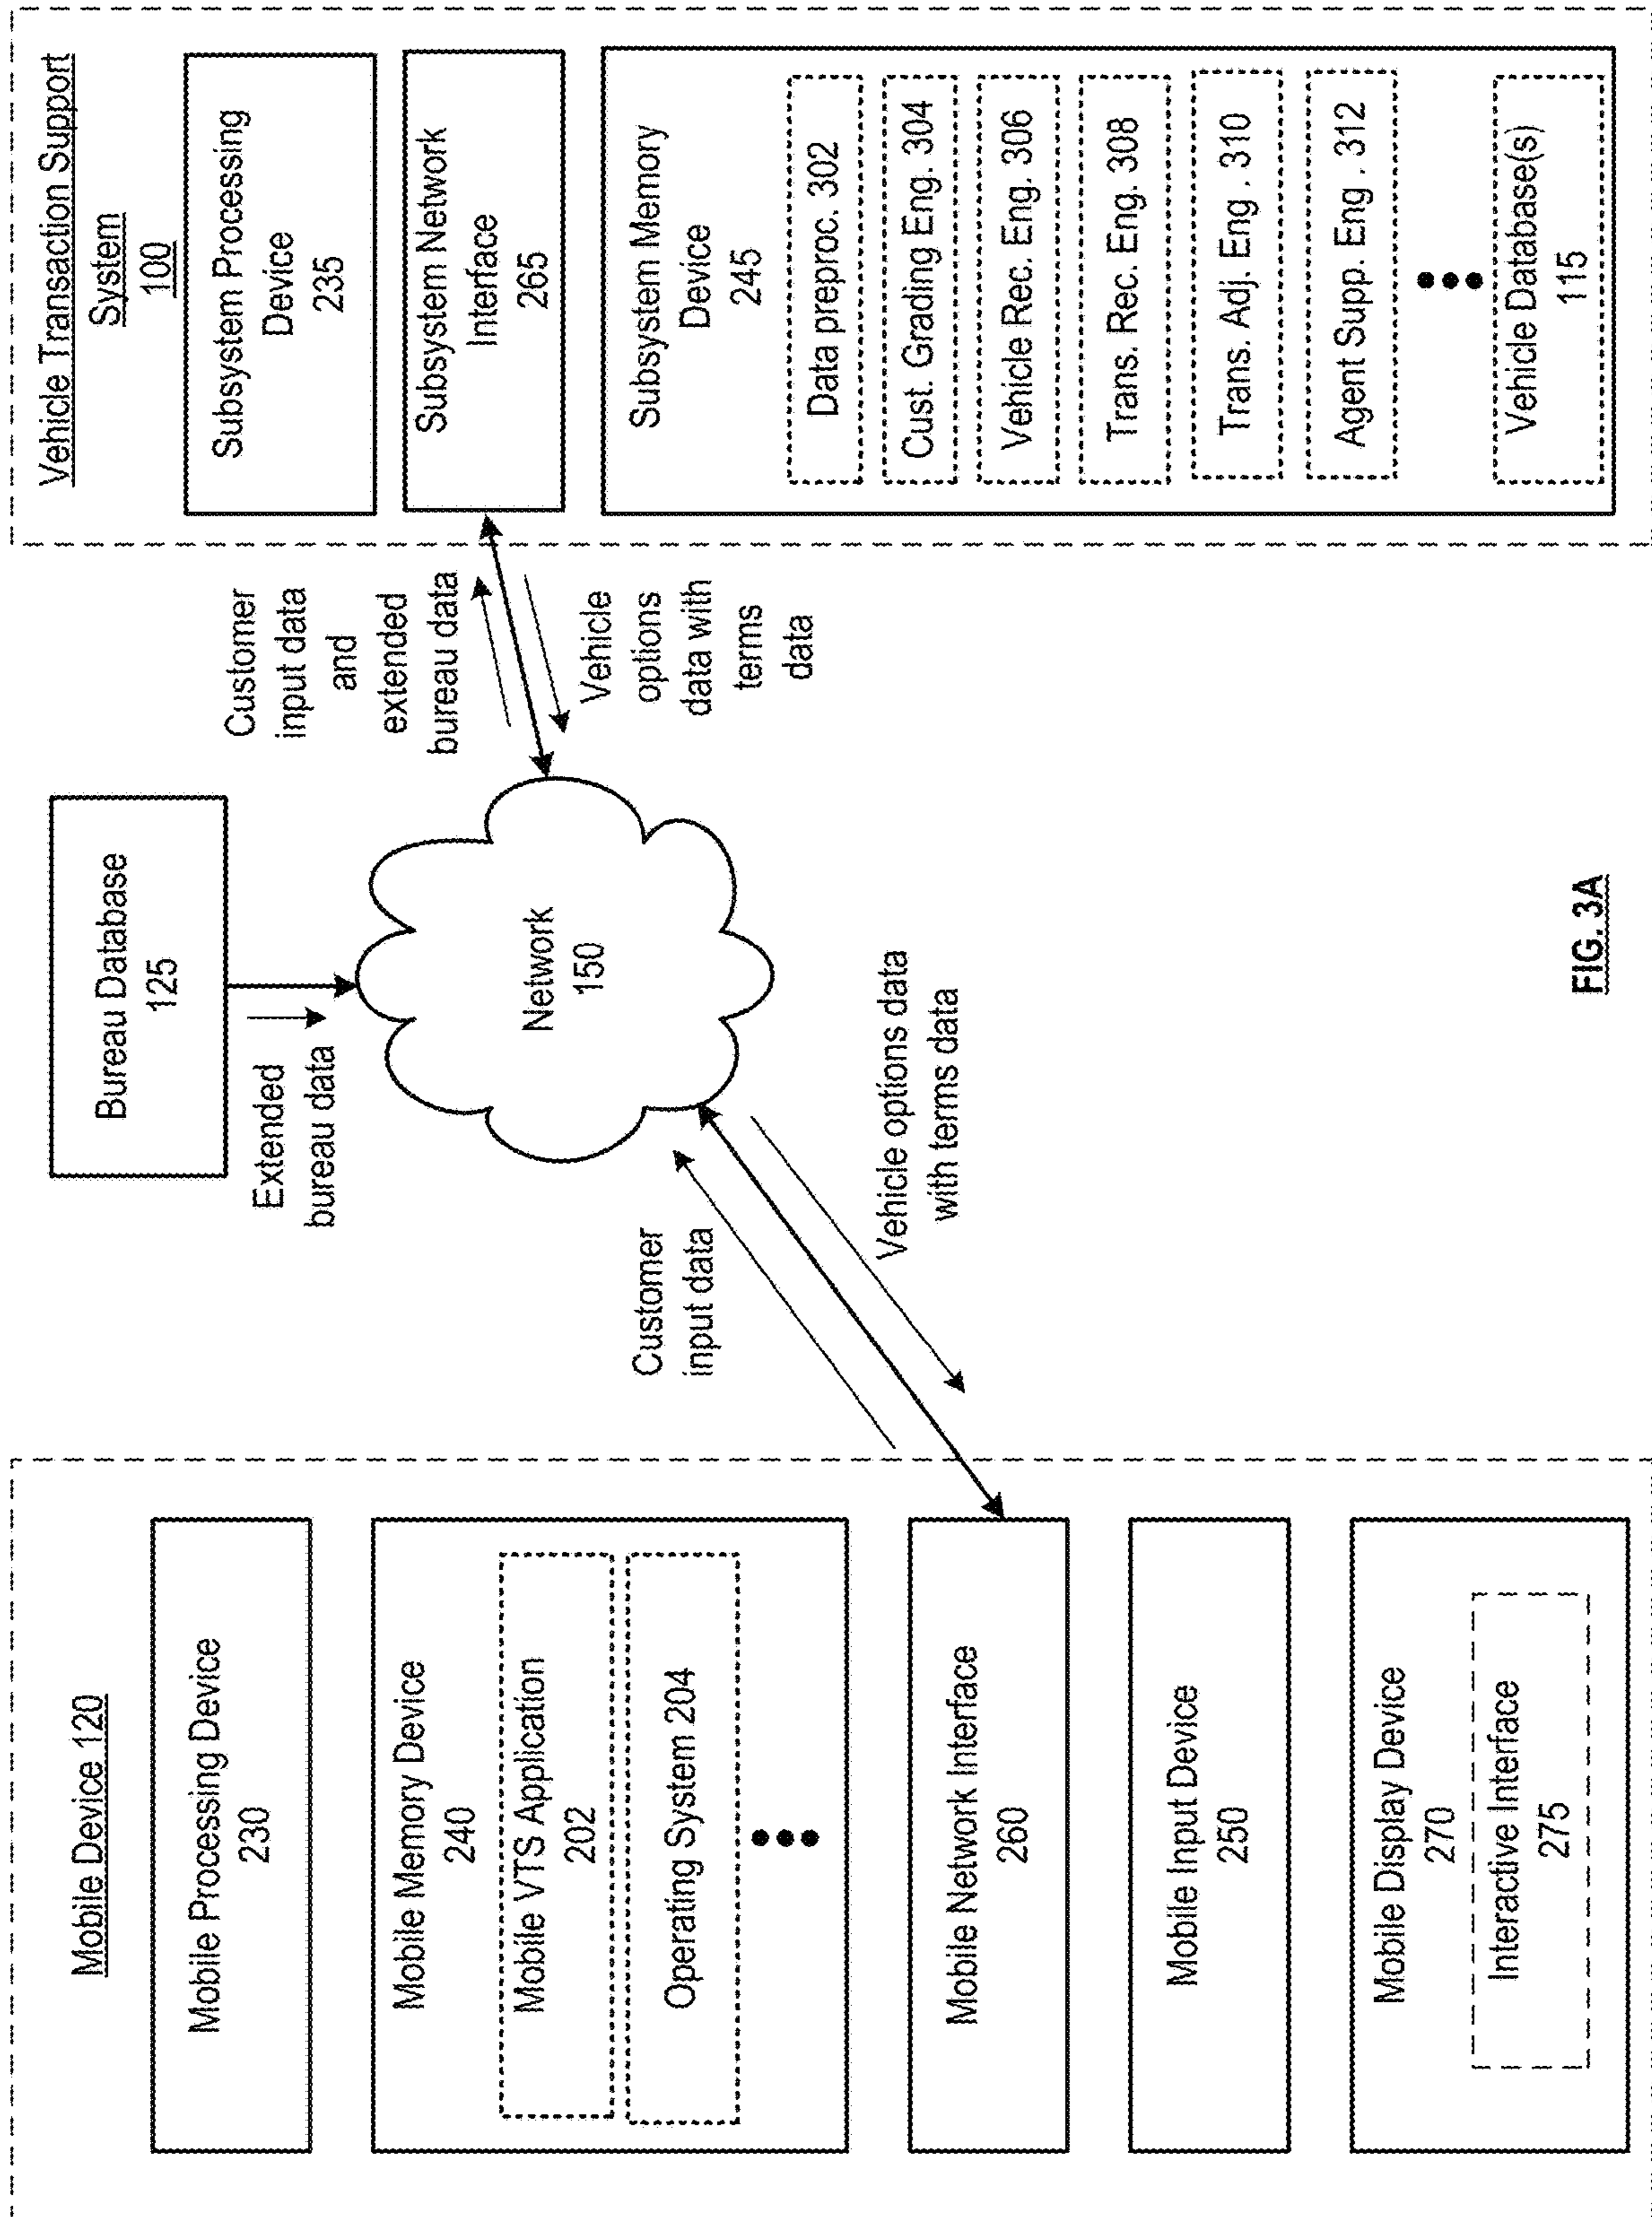 Mobile Device 120
Mobile Processing Device
230
Mobile Memory Device
240
Mobile VTS Application
202
Operating System 204
Mobile Network Interface
260
Mobile Input Device
250
Mobile Display Device
270
Interactive Interface
275
Bureau Database
125
Extended
bureau data
Network
150
Customer
input data
Vehicle options data
with terms data
Customer
input data
and
extended
bureau data
Vehicle
options
data with
terms
data
Vehicle Transaction Support
System
100
Subsystem Processing
Device
235
Subsystem Network
Interface
265
Subsystem Memory
Device
245
Data preproc. 302
Cust. Grading Eng. 304
Vehicle Rec. Eng. 306
Trans. Rec. Eng. 308
Trans. Adj. Eng . 310
Agent Supp. Eng . 312
Vehicle Database(s)
115
FIG. 3A